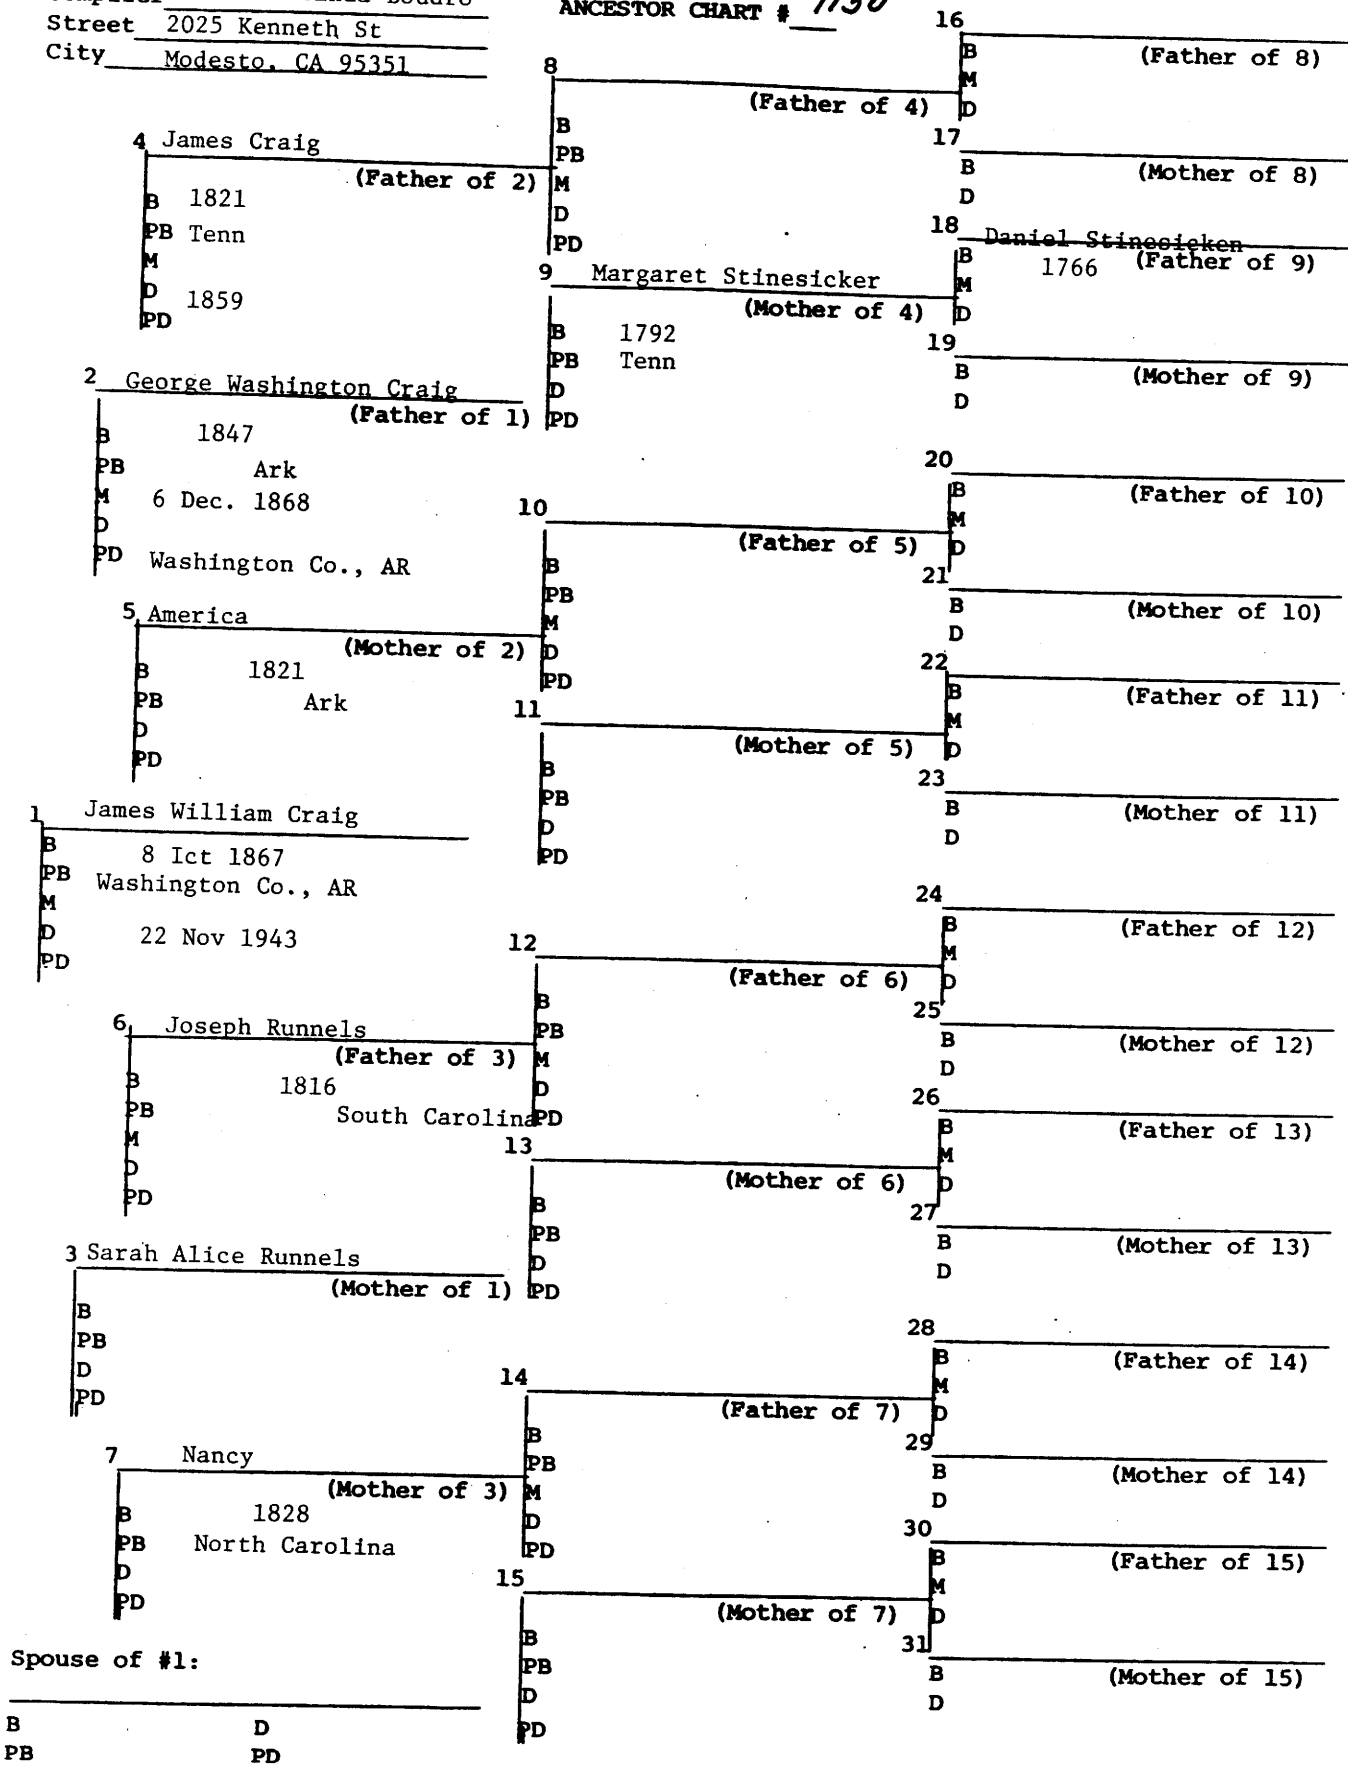 Street 2025 Kenneth St
City Modesto, CA 95351
ANCESTOR CHART #
4 James Craig
(Father of 2)
B 1821
PB Tenn
M
D 1859
PD
2 George Washington Craig
(Father of 1)
B 1847
PB Ark
M 6 Dec. 1868
D
PD Washington Co., AR
5 America
(Mother of 2)
B 1821
PB Ark
D
PD
1 James William Craig
B 8 Ict 1867
PB Washington Co., AR
M
D 22 Nov 1943
PD
6 Joseph Runnels
(Father of 3)
B 1816
PB South Carolina
M
D
PD
3 Sarah Alice Runnels
(Mother of 1)
B
PB
D
PD
7 Nancy
(Mother of 3)
B 1828
PB North Carolina
D
PD
Spouse of #1:
B D
PB PD
8
(Father of 4)
B
PB
M
D
PD
9 Margaret Stinesicker
(Mother of 4)
B 1792
PB Tenn
D
PD
10
(Father of 5)
B
PB
M
D
PD
11
(Mother of 5)
B
PB
D
PD
12
(Father of 6)
B
PB
M
D
PD
13
(Mother of 6)
B
PB
D
PD
14
(Father of 7)
B
PB
M
D
PD
15
(Mother of 7)
B
PB
D
PD
16
B (Father of 8)
M
D
17
B (Mother of 8)
D
18 Daniel Stinesicken
B 1766 (Father of 9)
M
D
19
B (Mother of 9)
D
20
B (Father of 10)
M
D
21
B (Mother of 10)
D
22
B (Father of 11)
M
D
23
B (Mother of 11)
D
24
B (Father of 12)
M
D
25
B (Mother of 12)
D
26
B (Father of 13)
M
D
27
B (Mother of 13)
D
28
B (Father of 14)
M
D
29
B (Mother of 14)
D
30
B (Father of 15)
M
D
31
B (Mother of 15)
D